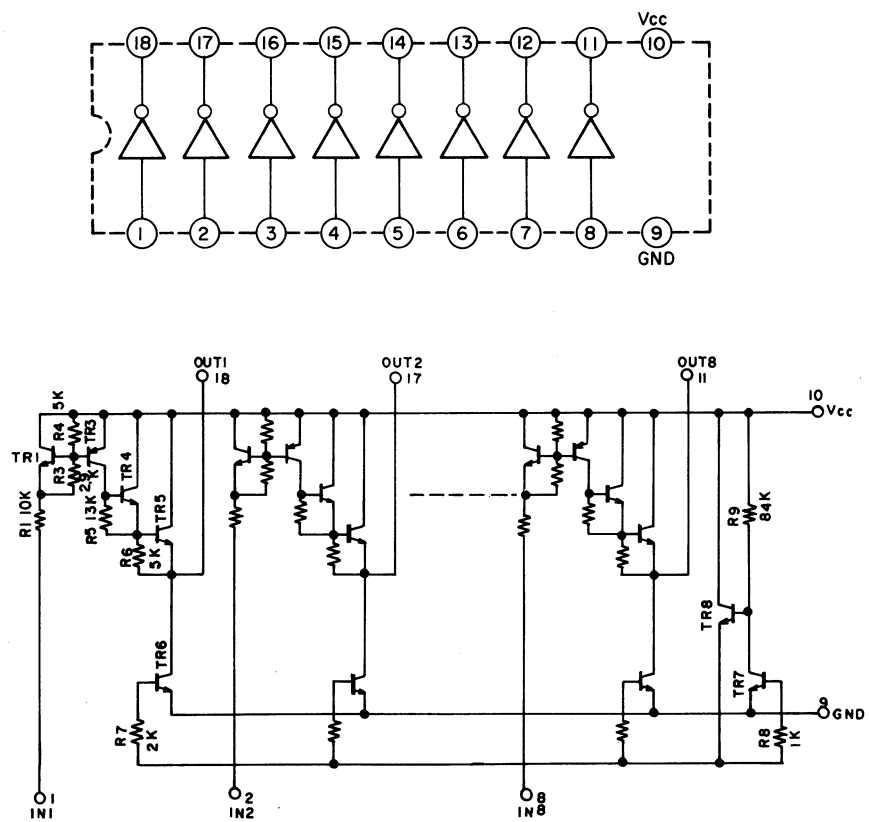 Vcc
18 17 16 15 14 13 12 11 10
1 2 3 4 5 6 7 8 9
GND
OUT1
18
OUT2
17
OUT8
11
10
Vcc
5K
R4
TR3
TR1
R3
2.9K
TR4
R1 10K
R5 13K
TR5
R6
5K
R9
84K
TR8
TR6
TR7
R7
2K
R8
1K
9
GND
1
IN1
2
IN2
8
IN8